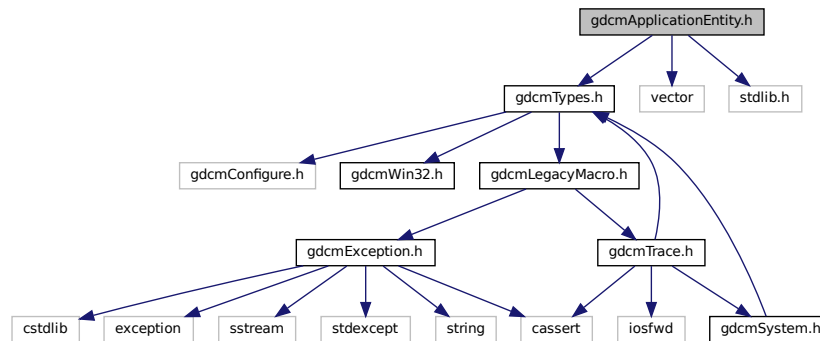 gdcmApplicationEntity.h
gdcmTypes.h
vector
stdlib.h
gdcmConfigure.h
gdcmWin32.h
gdcmLegacyMacro.h
gdcmException.h
gdcmTrace.h
cstdlib
exception
sstream
stdexcept
string
cassert
iosfwd
gdcmSystem.h